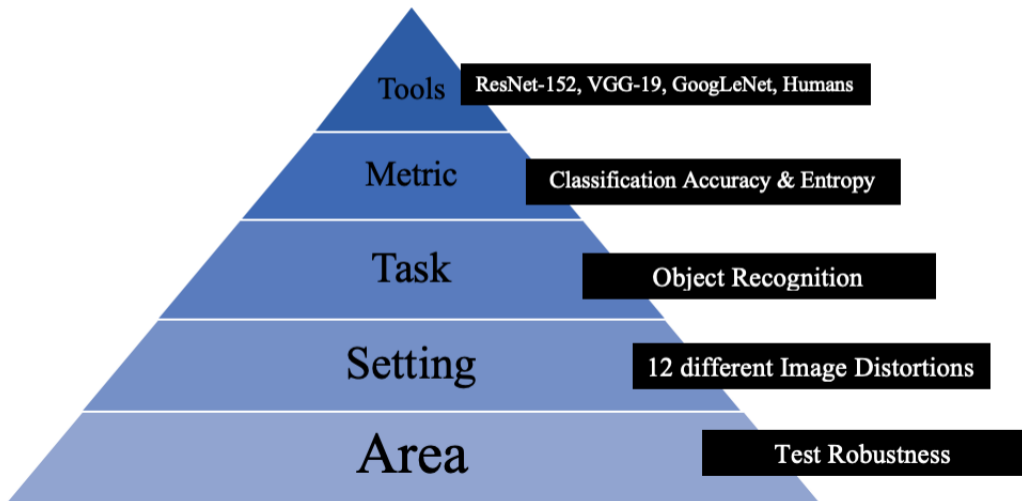 Tools
ResNet-152, VGG-19, GoogLeNet, Humans
Metric
Classification Accuracy & Entropy
Task
Object Recognition
Setting
12 different Image Distortions
Area
Test Robustness